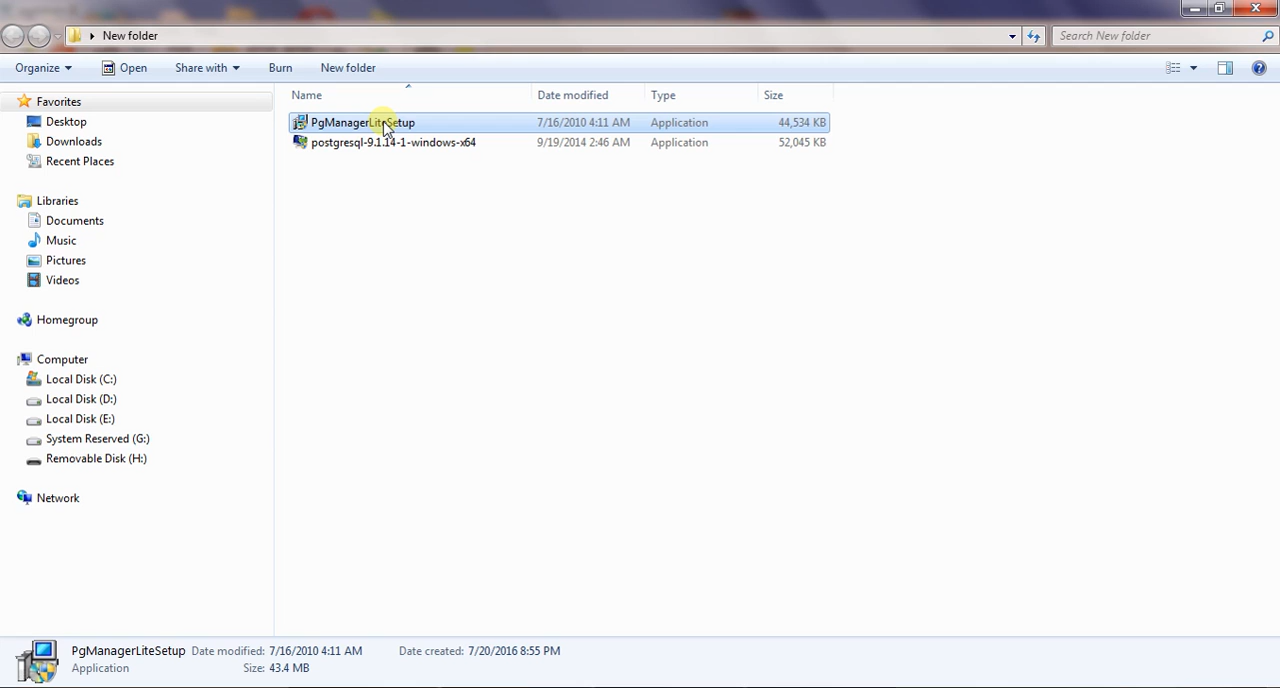 New folder
Search New folder
Organize Open Share with Burn New folder
Name Date modified Type Size
Favorites
Desktop
Downloads
Recent Places
Libraries
Documents
Music
Pictures
Videos
Homegroup
Computer
Local Disk (C:)
Local Disk (D:)
Local Disk (E:)
System Reserved (G:)
Removable Disk (H:)
Network
PgManagerLiteSetup 7/16/2010 4:11 AM Application 44,534 KB
postgresql-9.1.14-1-windows-x64 9/19/2014 2:46 AM Application 52,045 KB
PgManagerLiteSetup Date modified: 7/16/2010 4:11 AM Date created: 7/20/2016 8:55 PM
Application Size: 43.4 MB